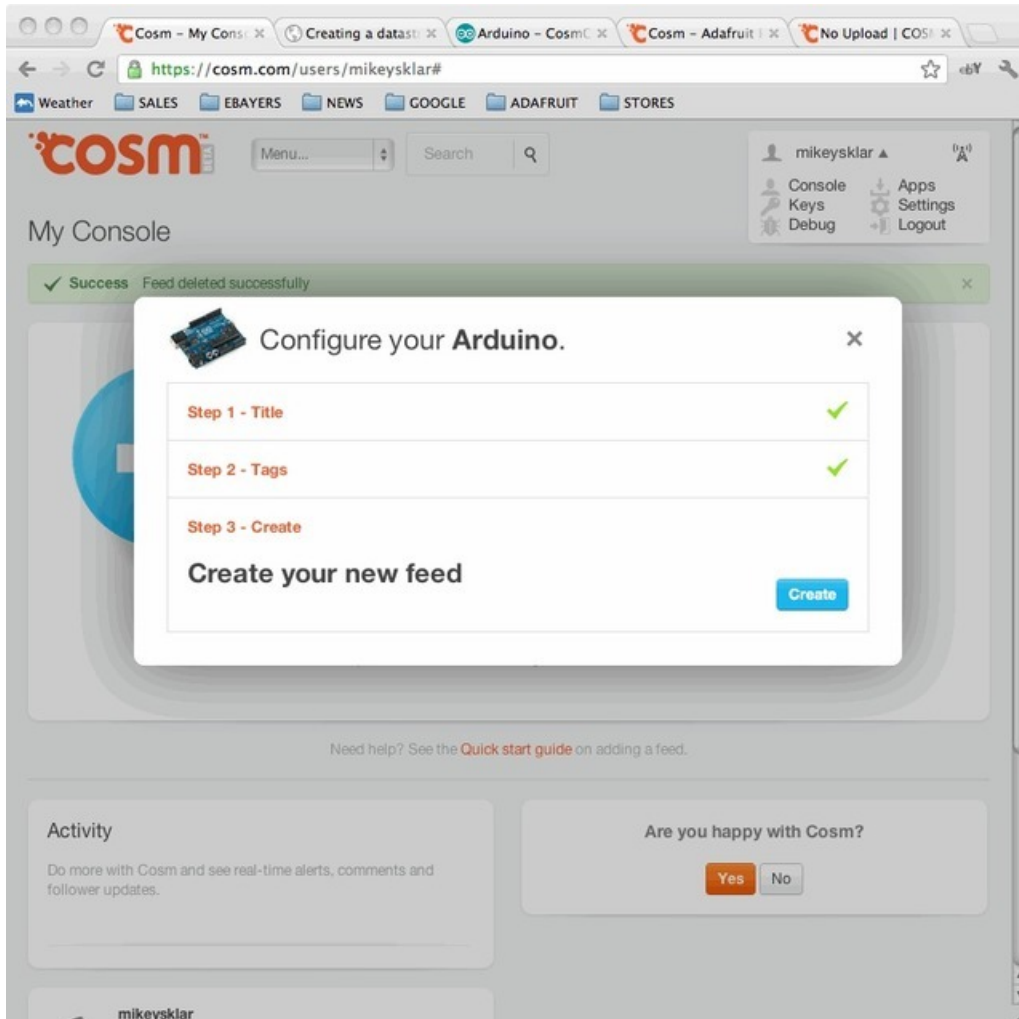 Cosm – My Cons
Creating a datast
Arduino – Cosm
Cosm – Adafruit
No Upload | COS
https://cosm.com/users/mikeysklar#
Weather SALES EBAYERS NEWS GOOGLE ADAFRUIT STORES
COSM™ BETA
Menu...
Search
mikeysklar
Console Apps
Keys Settings
Debug Logout
My Console
Success Feed deleted successfully
Configure your Arduino.
Step 1 - Title
Step 2 - Tags
Step 3 - Create
Create your new feed
Create
Need help? See the Quick start guide on adding a feed.
Activity
Do more with Cosm and see real-time alerts, comments and
follower updates.
Are you happy with Cosm?
Yes No
mikeysklar